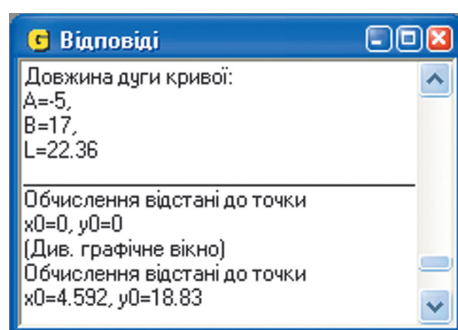 G Відповіді
Довжина дуги кривої:
A=-5,
B=17,
L=22.36
Обчислення відстані до точки
x0=0, y0=0
(Див. графічне вікно)
Обчислення відстані до точки
x0=4.592, y0=18.83